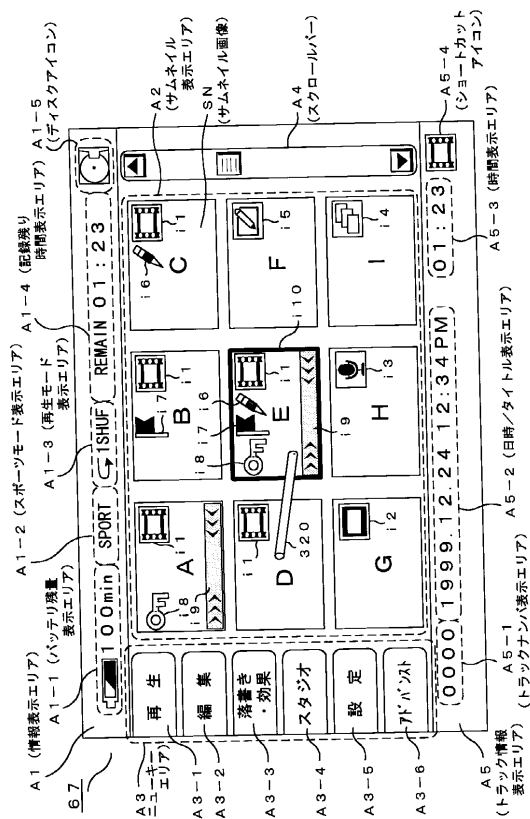 67
A1 (情報表示エリア)
A1-1 (バッテリ残量
表示エリア)
A1-2 (スポーツモード表示エリア)
A1-3 (再生モード
表示エリア)
A1-4 (記録残り
時間表示エリア)
A1-5
(ディスクアイコン)
A2
(サムネイル
表示エリア)
SN
(サムネイル画像)
A4
(スクロールバー)
100min
SPORT
1SHUF
REMAIN 01:23
A3
ニューキー
エリア)
A3-1
A3-2
A3-3
A3-4
A3-5
A3-6
再 生
編 集
落書き
・効果
スタジオ
設 定
アドバンスト
A
i8
i1
i9
B
i7
i1
C
i6
i1
D
i1
320
E
i8
i7
i6
i1
i9
i10
F
i5
G
i2
H
i3
I
i4
0000
1999.12.24 12:34PM
01:23
A5
(トラック情報
表示エリア)
A5-1
(トラックナンバ表示エリア)
A5-2 (日時/タイトル表示エリア)
A5-3 (時間表示エリア)
A5-4
(ショートカット
アイコン)